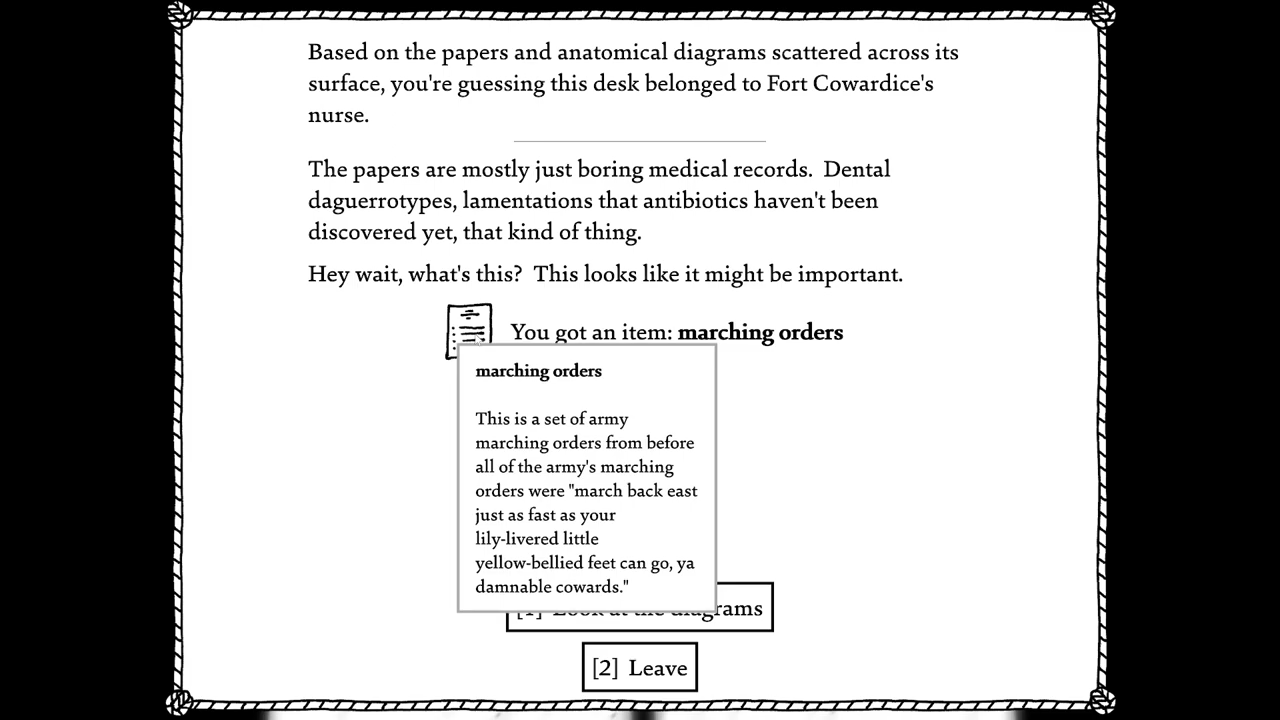 Based on the papers and anatomical diagrams scattered across its
surface, you're guessing this desk belonged to Fort Cowardice's
nurse.
The papers are mostly just boring medical records.  Dental
daguerrotypes, lamentations that antibiotics haven't been
discovered yet, that kind of thing.
Hey wait, what's this?  This looks like it might be important.
You got an item: marching orders
marching orders
This is a set of army
marching orders from before
all of the army's marching
orders were "march back east
just as fast as your
lily-livered little
yellow-bellied feet can go, ya
damnable cowards."
[1] Look at the diagrams
[2] Leave